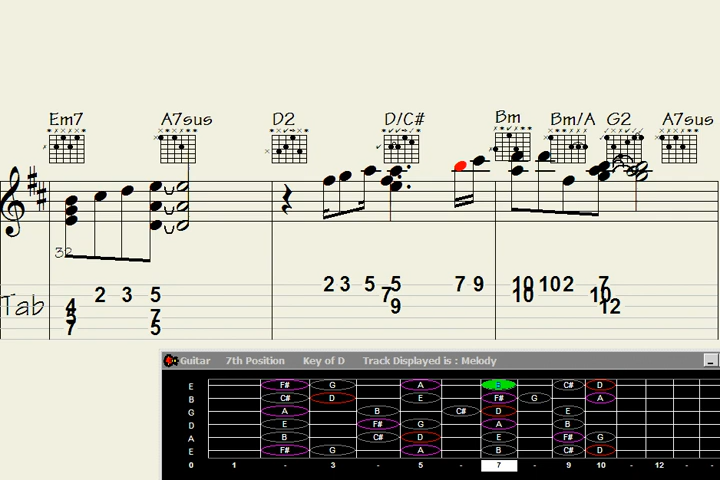 Em7 A7sus D2 D/C# Bm Bm/A G2 A7sus
32
2 3 5 5 7 9 10 10 2 7
2 3 5 7 10 10
4 9 12
5 7
7 5
Tab
Guitar 7th Position Key of D Track Displayed is : Melody
E F# G A B C# D
B C# D E F# G A
G A B C# D E
D E F# G A B
A B C# D E F# G
E F# G A B E D
0 1 - 3 - 5 - 7 - 9 10 - 12 - -